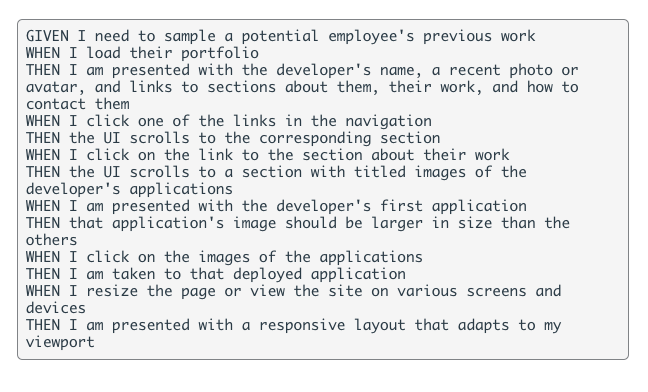 GIVEN I need to sample a potential employee's previous work
WHEN I load their portfolio
THEN I am presented with the developer's name, a recent photo or
avatar, and links to sections about them, their work, and how to
contact them
WHEN I click one of the links in the navigation
THEN the UI scrolls to the corresponding section
WHEN I click on the link to the section about their work
THEN the UI scrolls to a section with titled images of the
developer's applications
WHEN I am presented with the developer's first application
THEN that application's image should be larger in size than the
others
WHEN I click on the images of the applications
THEN I am taken to that deployed application
WHEN I resize the page or view the site on various screens and
devices
THEN I am presented with a responsive layout that adapts to my
viewport